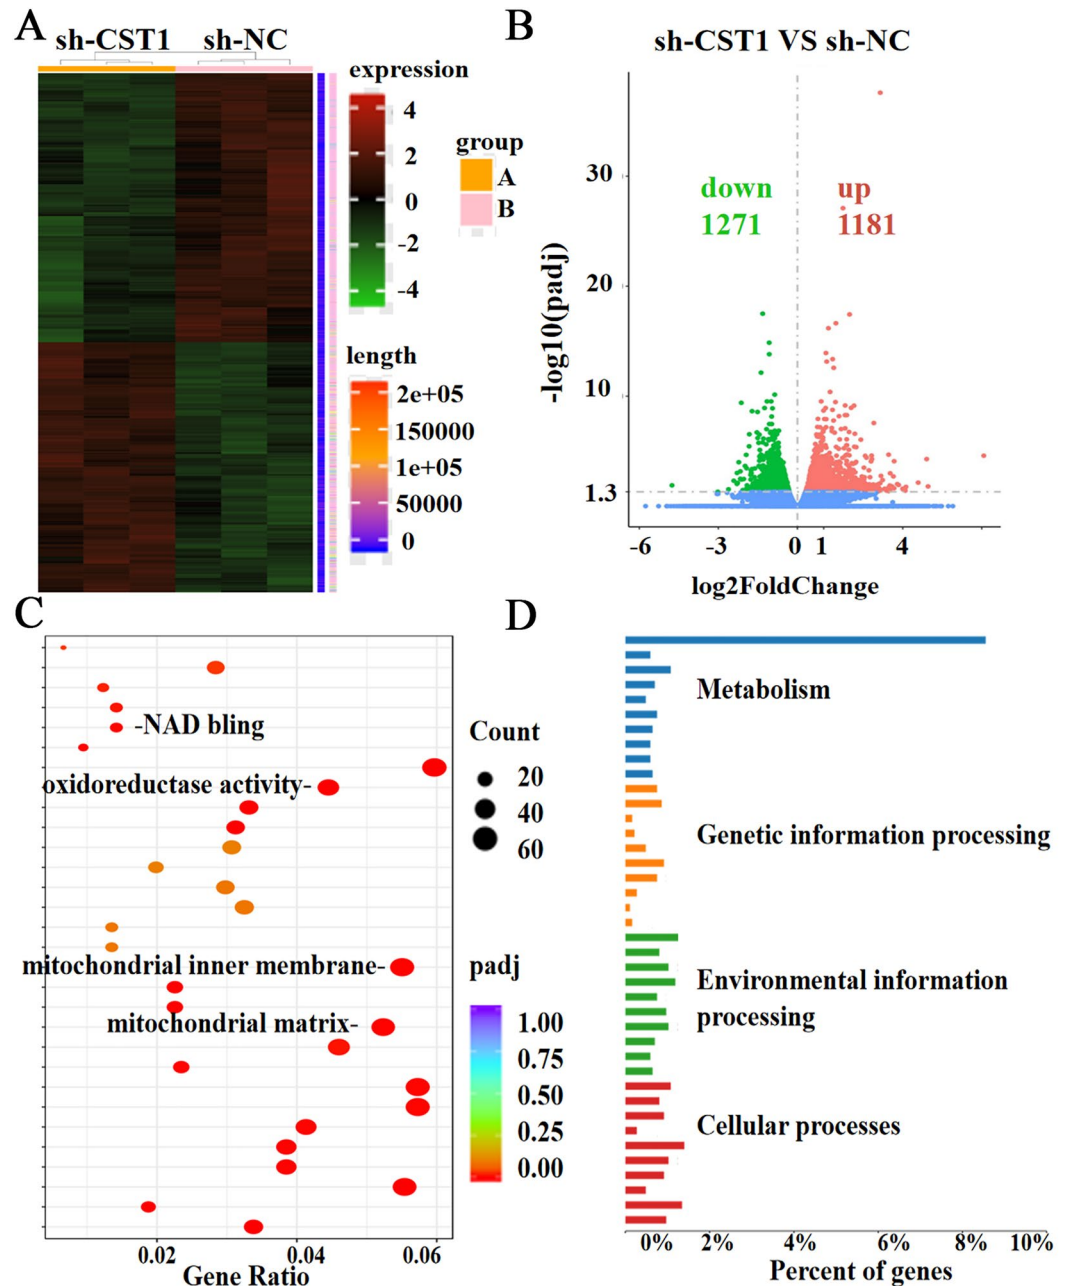 A
sh-CST1 sh-NC
expression
4
2
0
-2
-4
group
A
B
length
2e+05
150000
1e+05
50000
0
B
sh-CST1 VS sh-NC
down
1271
up
1181
-log10(padj)
30
20
10
1.3
-6 -3 0 1 4
log2FoldChange
C
-NAD bling
oxidoreductase activity-
mitochondrial inner membrane-
mitochondrial matrix-
0.02 0.04 0.06
Gene Ratio
Count
20
40
60
padj
1.00
0.75
0.50
0.25
0.00
D
Metabolism
Genetic information processing
Environmental information
processing
Cellular processes
0% 2% 4% 6% 8% 10%
Percent of genes